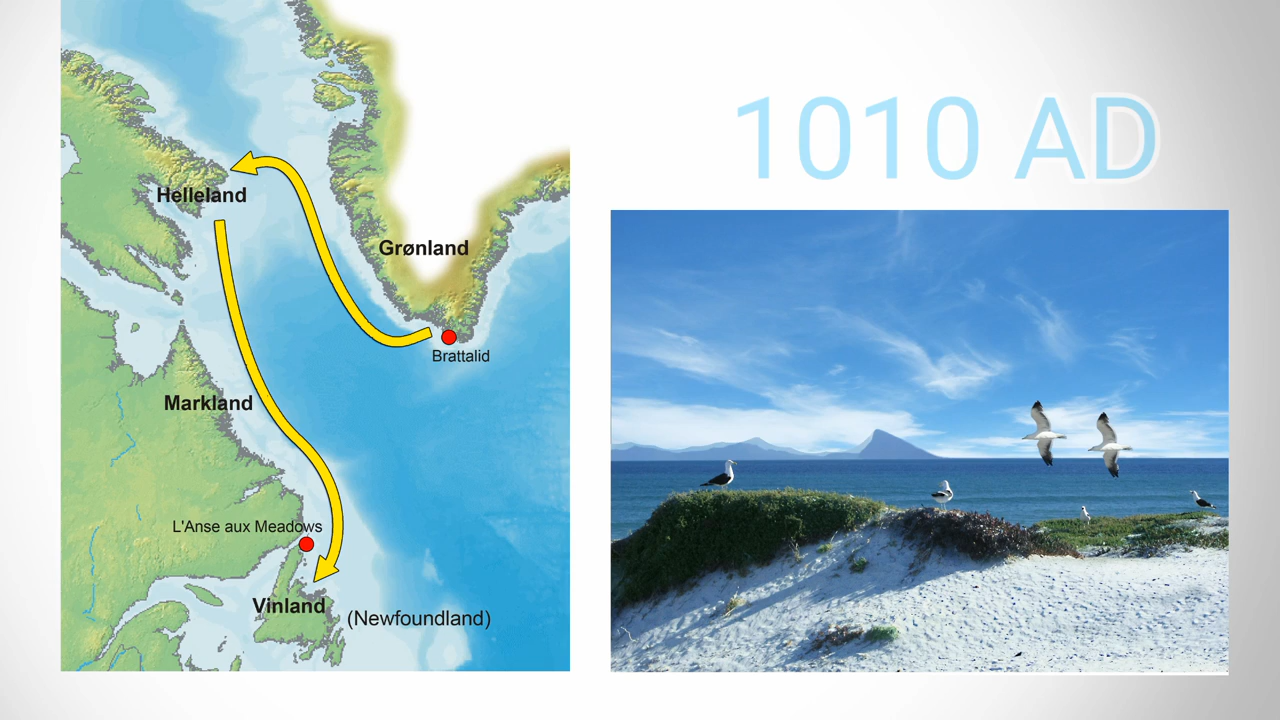 1010 AD
Helleland
Grønland
Brattalid
Markland
L'Anse aux Meadows
Vinland
(Newfoundland)